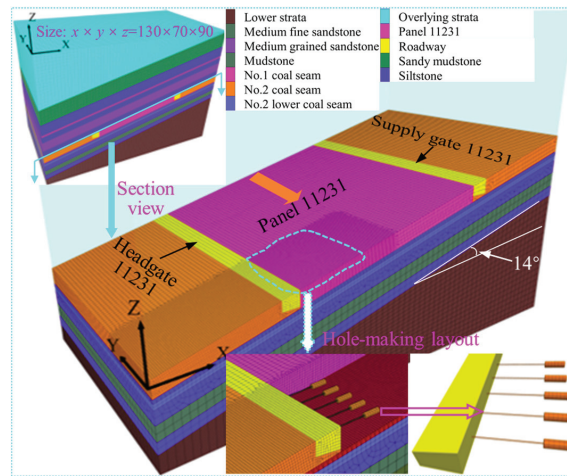 Size: x × y × z=130×70×90
Z
Y
X
Lower strata
Medium fine sandstone
Medium grained sandstone
Mudstone
No.1 coal seam
No.2 coal seam
No.2 lower coal seam
Overlying strata
Panel 11231
Roadway
Sandy mudstone
Siltstone
Section
view
Supply gate 11231
Panel 11231
Headgate
11231
14°
Z
Y
X
Hole-making layout